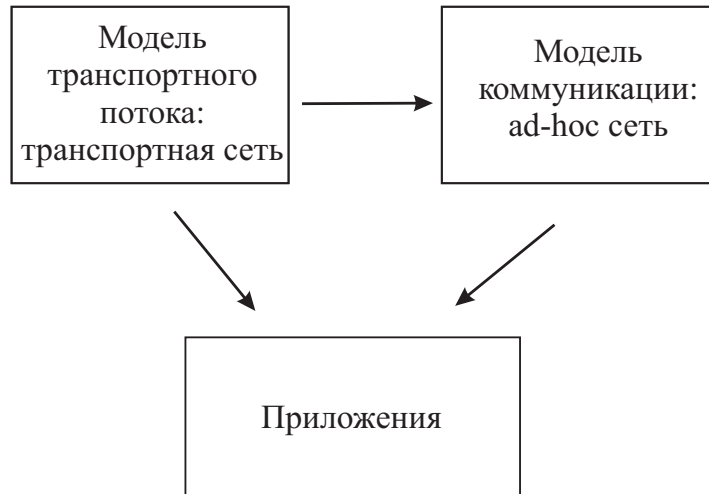 Модель
транспортного
потока:
транспортная сеть
Модель
коммуникации:
ad-hoc сеть
Приложения